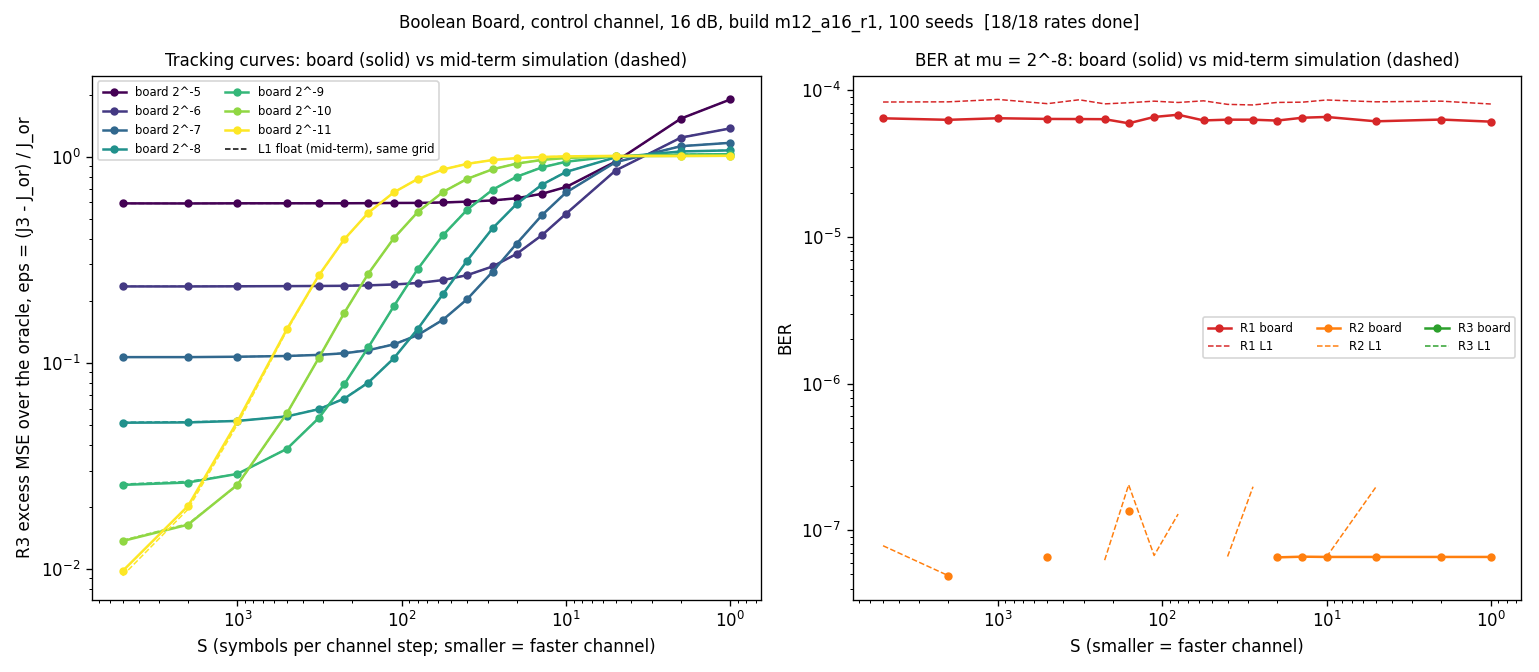 Boolean Board, control channel, 16 dB, build m12_a16_r1, 100 seeds  [18/18 rates done]
Tracking curves: board (solid) vs mid-term simulation (dashed)
R3 excess MSE over the oracle, eps = (J3 - J_or) / J_or
10^0
10^-1
10^-2
board 2^-5
board 2^-6
board 2^-7
board 2^-8
board 2^-9
board 2^-10
board 2^-11
L1 float (mid-term), same grid
10^3
10^2
10^1
10^0
S (symbols per channel step; smaller = faster channel)
BER at mu = 2^-8: board (solid) vs mid-term simulation (dashed)
BER
10^-4
10^-5
10^-6
10^-7
R1 board
R1 L1
R2 board
R2 L1
R3 board
R3 L1
10^3
10^2
10^1
10^0
S (smaller = faster channel)